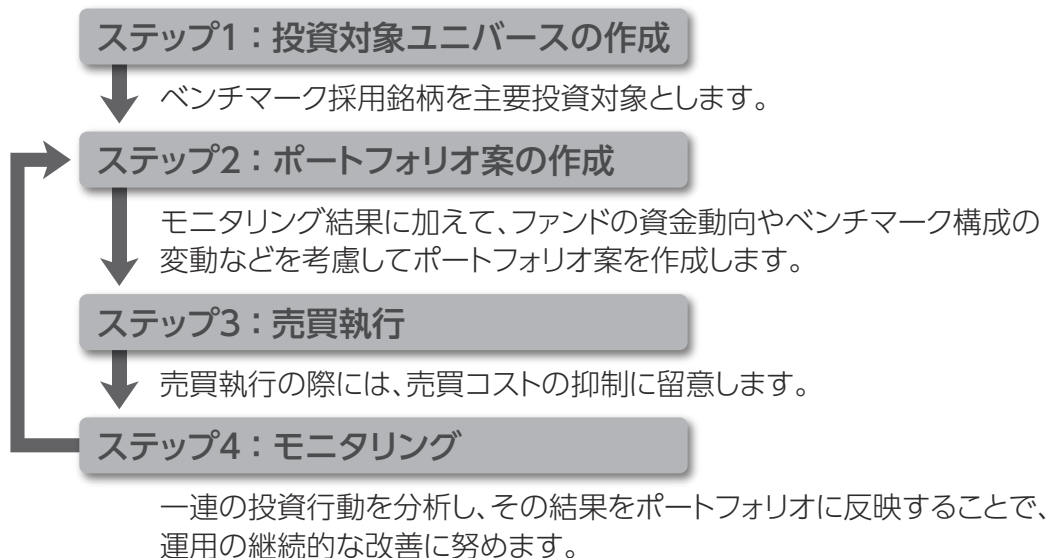 ステップ1：投資対象ユニバースの作成
ベンチマーク採用銘柄を主要投資対象とします。
ステップ2：ポートフォリオ案の作成
モニタリング結果に加えて、ファンドの資金動向やベンチマーク構成の
変動などを考慮してポートフォリオ案を作成します。
ステップ3：売買執行
売買執行の際には、売買コストの抑制に留意します。
ステップ4：モニタリング
一連の投資行動を分析し、その結果をポートフォリオに反映することで、
運用の継続的な改善に努めます。